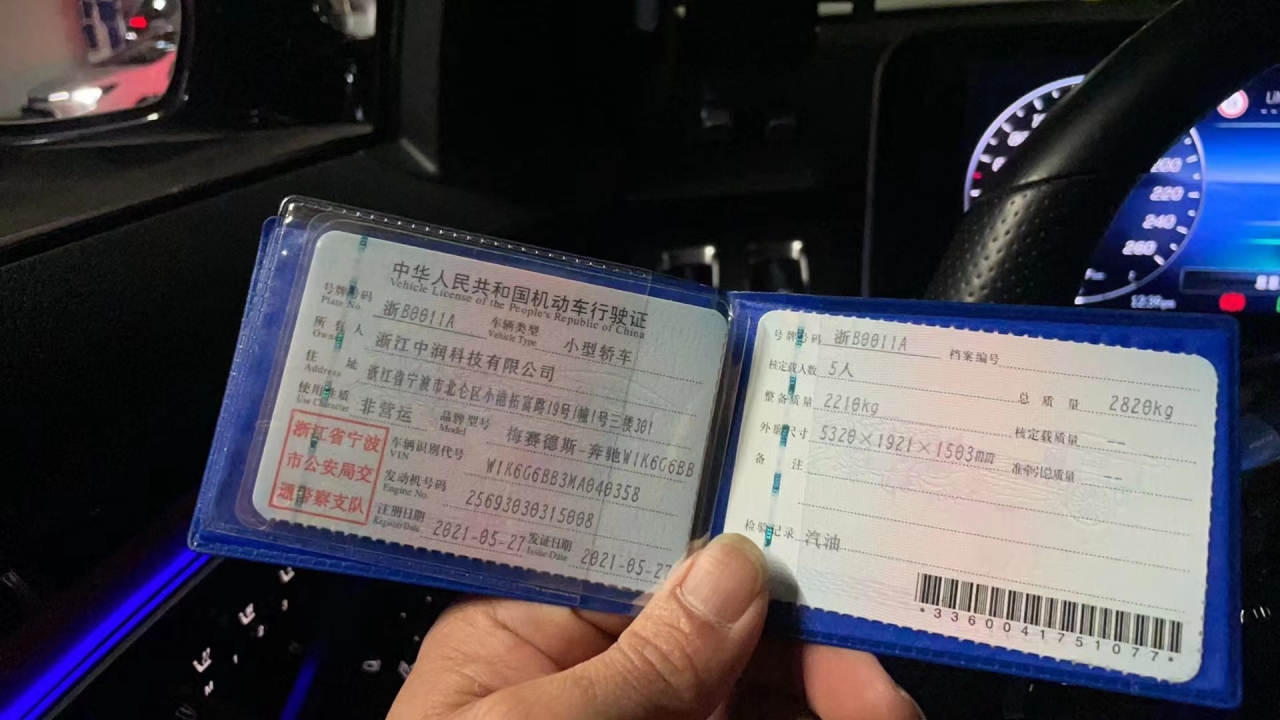 中华人民共和国机动车行驶证
Vehicle License of the People's Republic of China
号牌号码 浙B0011A 车辆类型 小型轿车
Plate No. Vehicle Type
所有人 浙江中润科技有限公司
Owner
住址 浙江省宁波市北仑区小港拓富路19号1幢1号三楼301
Address
使用性质 非营运 品牌型号 梅赛德斯-奔驰W1K6G6BB
Use Character Model
浙江省宁波
市公安局交
通警察支队
车辆识别代号 W1K6G6BB3MA040358
VIN
发动机号码 25693030315008
Engine No.
注册日期 2021-05-27 发证日期 2021-05-27
Register Date Issue Date
号牌号码 浙B0011A 档案编号
核定载人数 5人 总质量 2820kg
整备质量 2210kg 核定载质量 --
外廓尺寸 5320×1921×1503mm 准牵引总质量 --
备注
检验记录 汽油
*3360041751077*
200
220
240
260